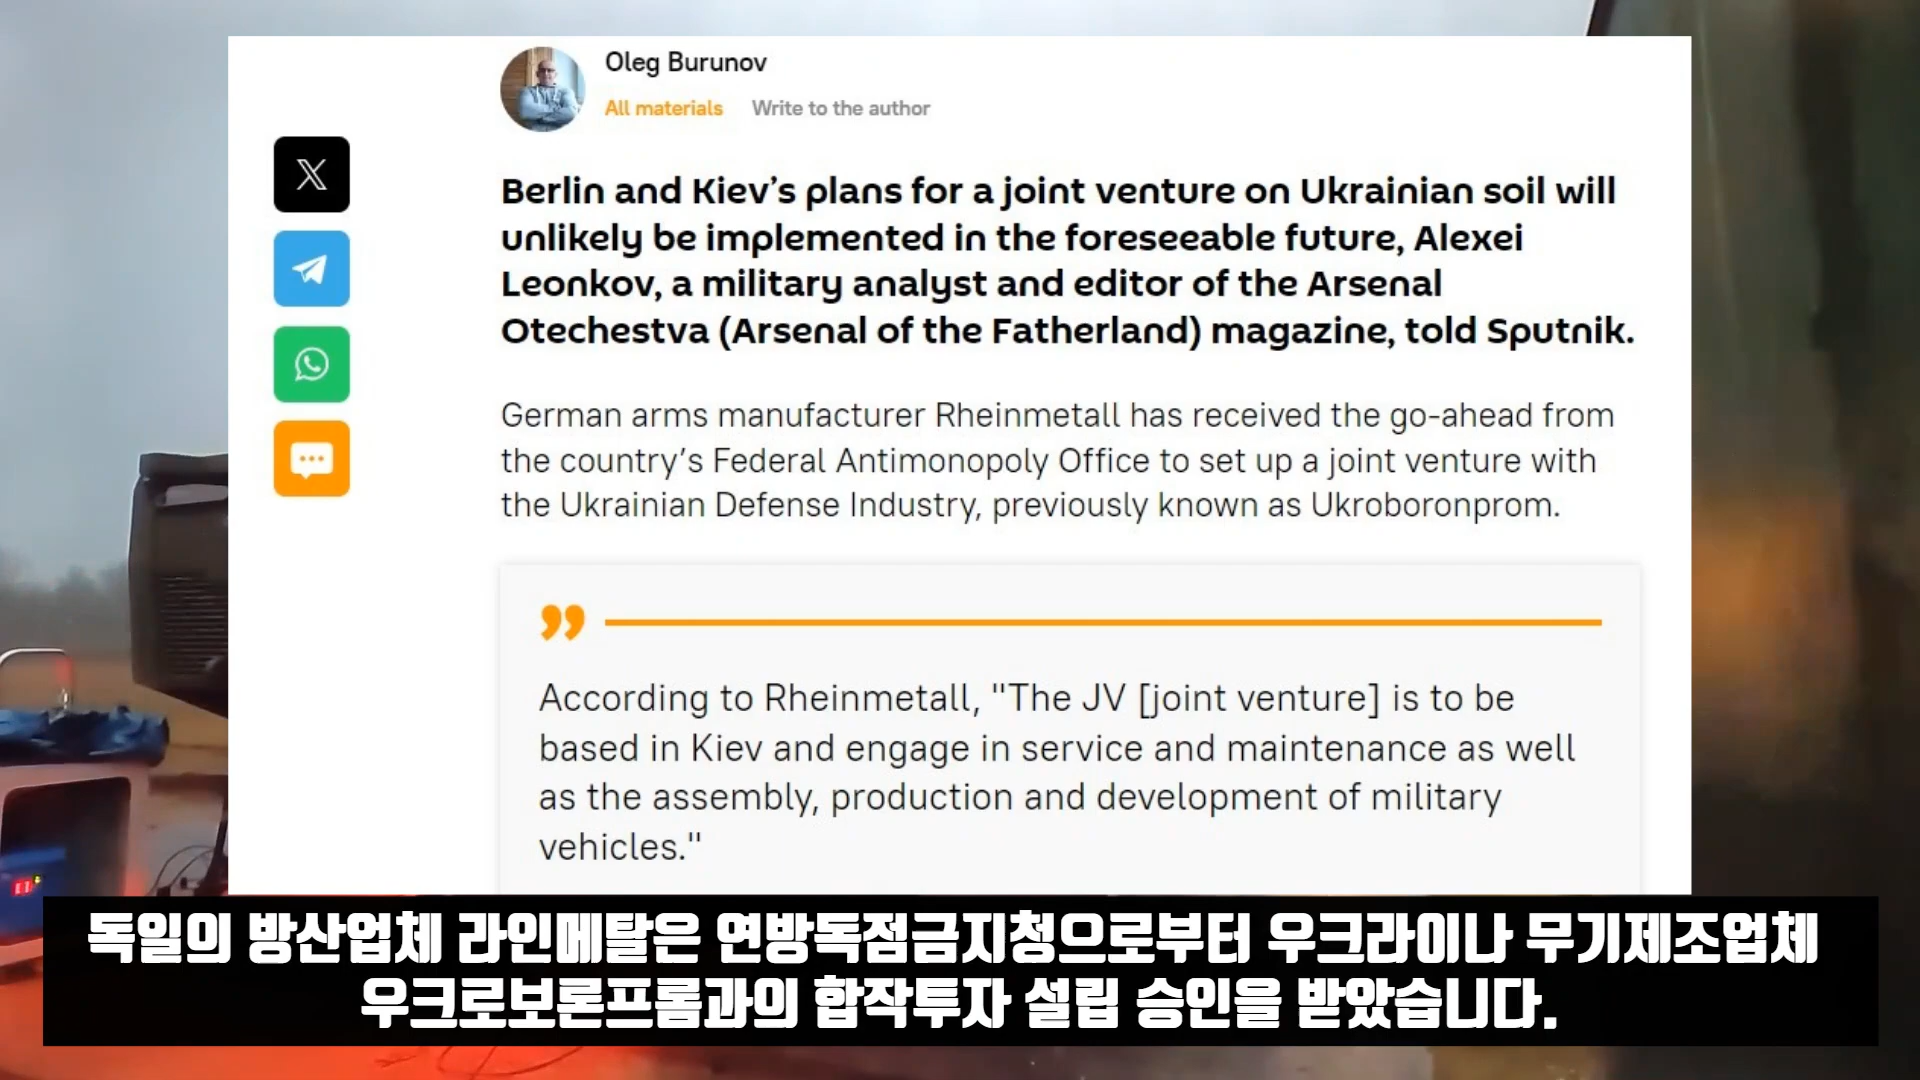 Oleg Burunov
All materials Write to the author
Berlin and Kiev’s plans for a joint venture on Ukrainian soil will
unlikely be implemented in the foreseeable future, Alexei
Leonkov, a military analyst and editor of the Arsenal
Otechestva (Arsenal of the Fatherland) magazine, told Sputnik.
German arms manufacturer Rheinmetall has received the go-ahead from
the country’s Federal Antimonopoly Office to set up a joint venture with
the Ukrainian Defense Industry, previously known as Ukroboronprom.
According to Rheinmetall, "The JV [joint venture] is to be
based in Kiev and engage in service and maintenance as well
as the assembly, production and development of military
vehicles."
독일의 방산업체 라인메탈은 연방독점금지청으로부터 우크라이나 무기제조업체
우크로보론프롬과의 합작투자 설립 승인을 받았습니다.